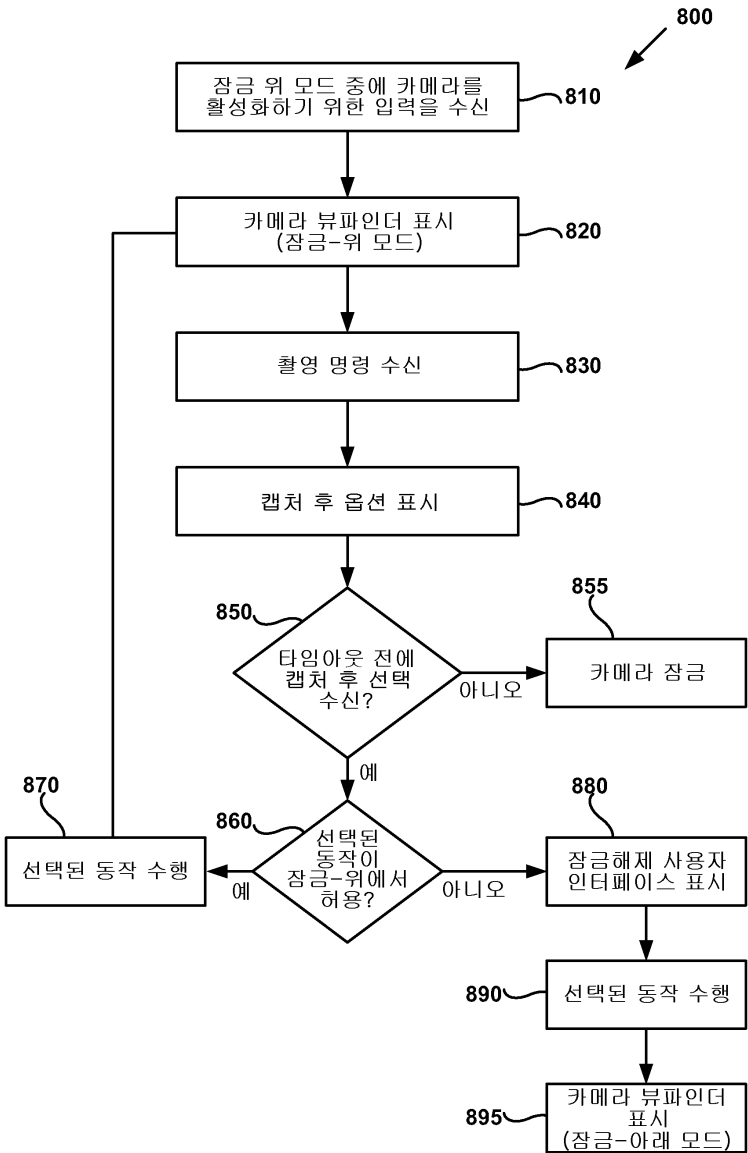 800
잠금 위 모드 중에 카메라를
활성화하기 위한 입력을 수신
810
카메라 뷰파인더 표시
(잠금-위 모드)
820
촬영 명령 수신
830
캡처 후 옵션 표시
840
850
타임아웃 전에
캡처 후 선택
수신?
아니오
855
카메라 잠금
예
860
선택된
동작이
잠금-위에서
허용?
예
아니오
870
선택된 동작 수행
880
잠금해제 사용자
인터페이스 표시
890
선택된 동작 수행
895
카메라 뷰파인더
표시
(잠금-아래 모드)